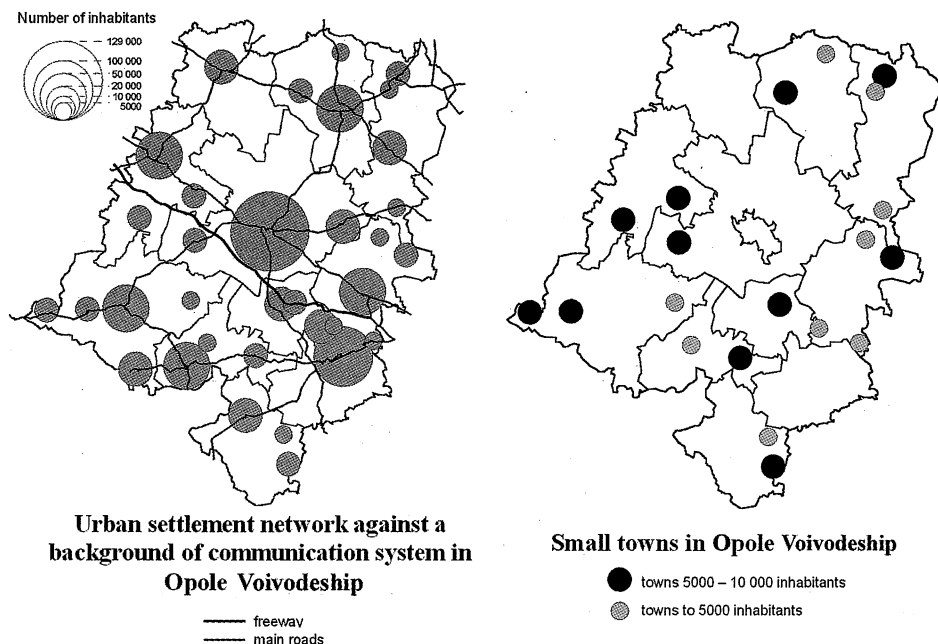 Number of inhabitants
129 000
100 000
50 000
20 000
10 000
5000
Urban settlement network against a
background of communication system in
Opole Voivodeship
freeway
main roads
Small towns in Opole Voivodeship
towns 5000 – 10 000 inhabitants
towns to 5000 inhabitants